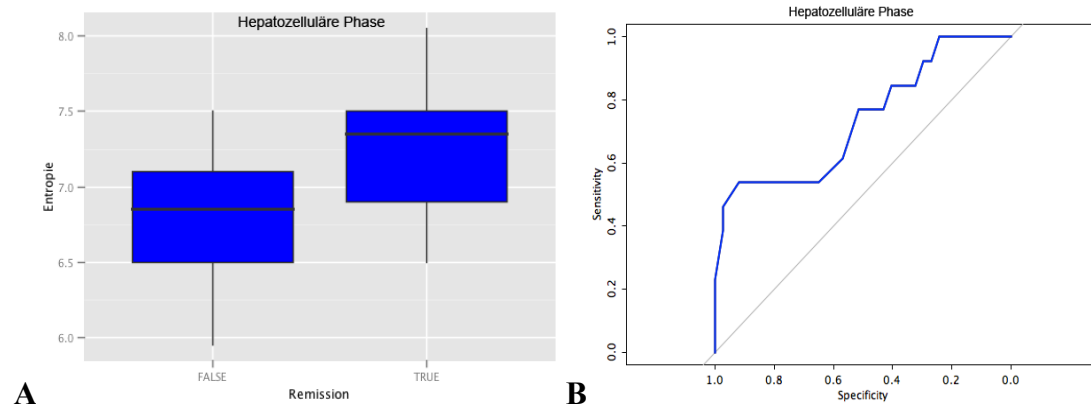 Hepatozelluläre Phase
8.0
7.5
7.0
6.5
6.0
Entropie
FALSE
TRUE
Remission
A
Hepatozelluläre Phase
1.0
0.8
0.6
0.4
0.2
0.0
Sensitivity
1.0
0.8
0.6
0.4
0.2
0.0
Specificity
B